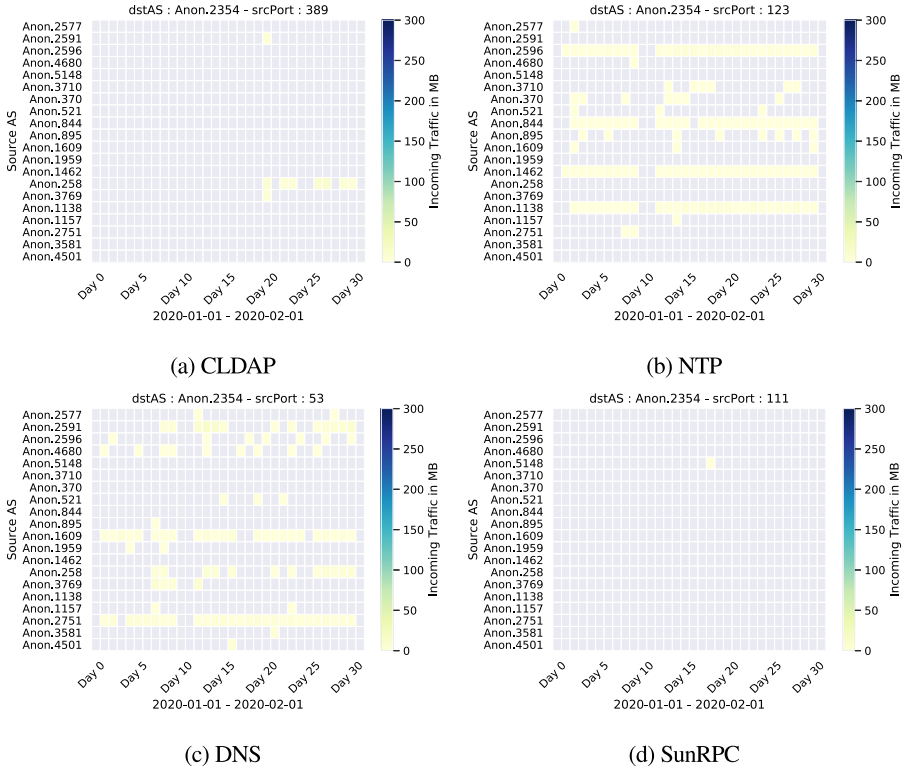 dstAS : Anon.2354 - srcPort : 389
Source AS
Anon.2577
Anon.2591
Anon.2596
Anon.4680
Anon.5148
Anon.3710
Anon.370
Anon.521
Anon.844
Anon.895
Anon.1609
Anon.1959
Anon.1462
Anon.258
Anon.3769
Anon.1138
Anon.1157
Anon.2751
Anon.3581
Anon.4501
Day 0 Day 5 Day 10 Day 15 Day 20 Day 25 Day 30
2020-01-01 - 2020-02-01
300
250
200
150
100
50
0
Incoming Traffic in MB
(a) CLDAP
dstAS : Anon.2354 - srcPort : 123
Source AS
Anon.2577
Anon.2591
Anon.2596
Anon.4680
Anon.5148
Anon.3710
Anon.370
Anon.521
Anon.844
Anon.895
Anon.1609
Anon.1959
Anon.1462
Anon.258
Anon.3769
Anon.1138
Anon.1157
Anon.2751
Anon.3581
Anon.4501
Day 0 Day 5 Day 10 Day 15 Day 20 Day 25 Day 30
2020-01-01 - 2020-02-01
300
250
200
150
100
50
0
Incoming Traffic in MB
(b) NTP
dstAS : Anon.2354 - srcPort : 53
Source AS
Anon.2577
Anon.2591
Anon.2596
Anon.4680
Anon.5148
Anon.3710
Anon.370
Anon.521
Anon.844
Anon.895
Anon.1609
Anon.1959
Anon.1462
Anon.258
Anon.3769
Anon.1138
Anon.1157
Anon.2751
Anon.3581
Anon.4501
Day 0 Day 5 Day 10 Day 15 Day 20 Day 25 Day 30
2020-01-01 - 2020-02-01
300
250
200
150
100
50
0
Incoming Traffic in MB
(c) DNS
dstAS : Anon.2354 - srcPort : 111
Source AS
Anon.2577
Anon.2591
Anon.2596
Anon.4680
Anon.5148
Anon.3710
Anon.370
Anon.521
Anon.844
Anon.895
Anon.1609
Anon.1959
Anon.1462
Anon.258
Anon.3769
Anon.1138
Anon.1157
Anon.2751
Anon.3581
Anon.4501
Day 0 Day 5 Day 10 Day 15 Day 20 Day 25 Day 30
2020-01-01 - 2020-02-01
300
250
200
150
100
50
0
Incoming Traffic in MB
(d) SunRPC